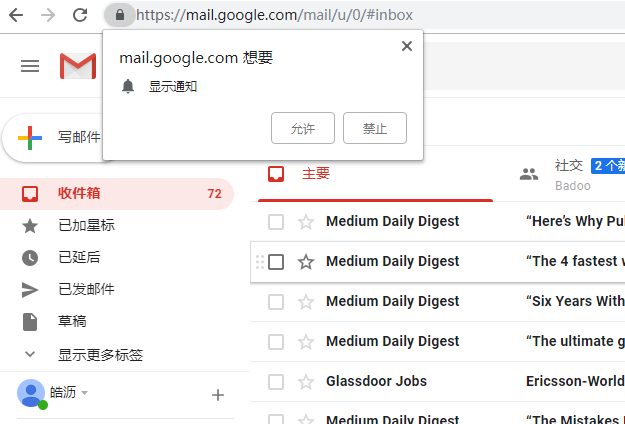 https://mail.google.com/mail/u/0/#inbox
mail.google.com 想要
显示通知
允许
禁止
写邮件
收件箱 72
已加星标
已延后
已发邮件
草稿
显示更多标签
皓沥
主要
社交 2 个
Badoo
Medium Daily Digest “Here’s Why
Medium Daily Digest “The 4 fastest
Medium Daily Digest “Six Years With
Medium Daily Digest “The ultimate
Glassdoor Jobs Ericsson-World
Medium Daily Digest “The Mistakes